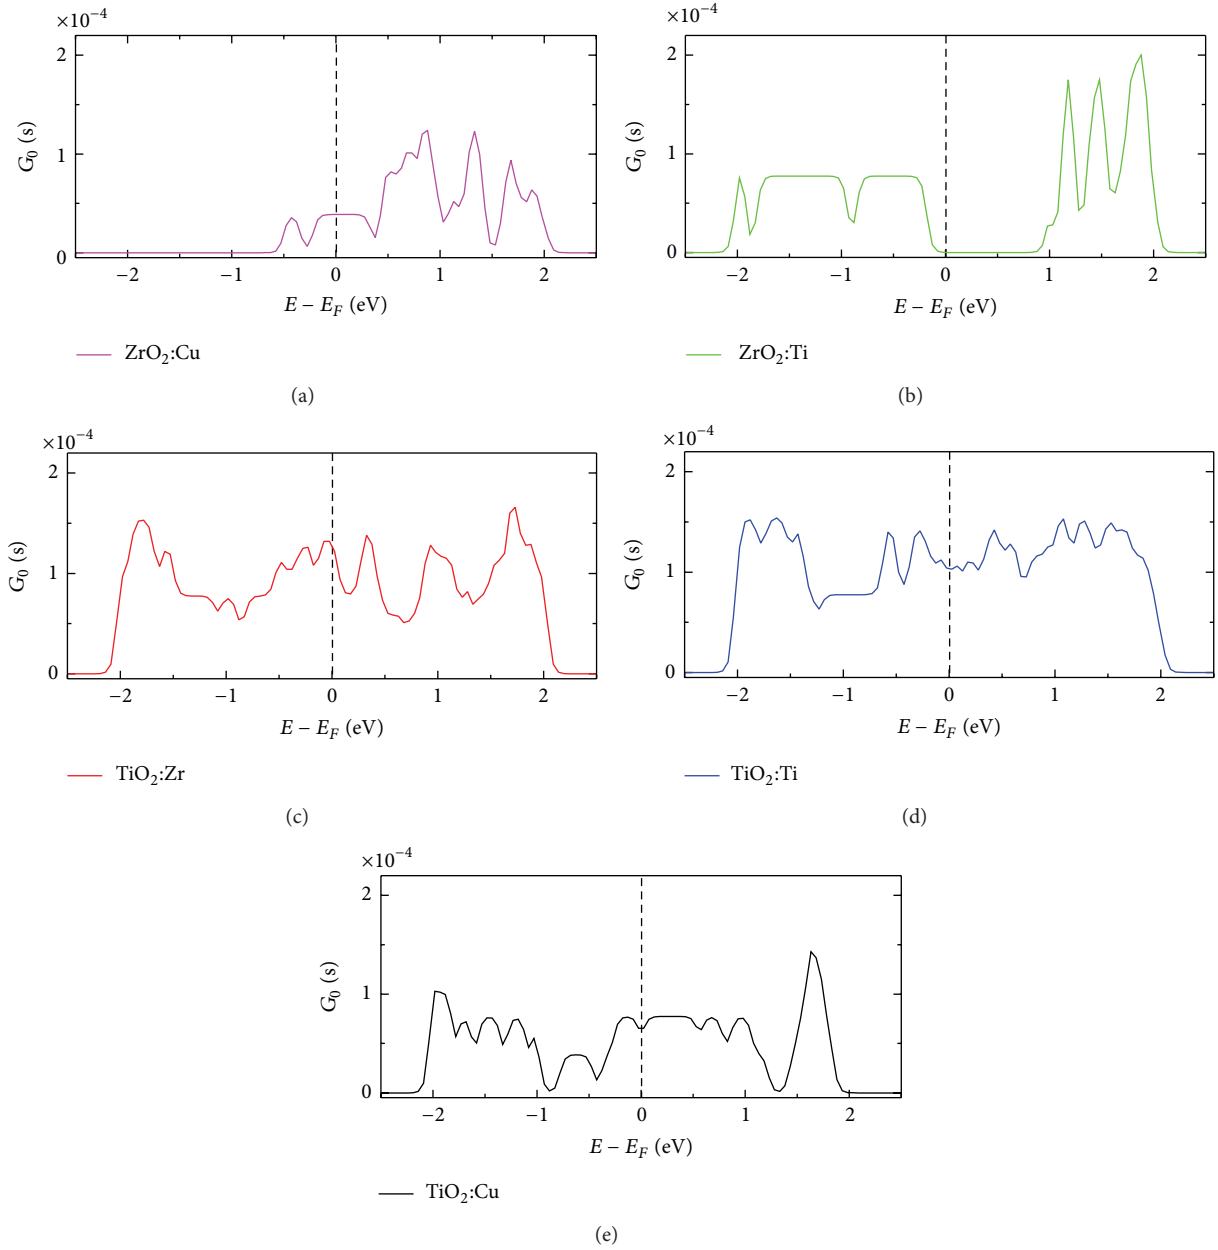 ×10⁻⁴
2
1
0
G₀ (s)
−2 −1 0 1 2
E − E_F (eV)
ZrO₂:Cu
(a)
×10⁻⁴
2
1
0
G₀ (s)
−2 −1 0 1 2
E − E_F (eV)
ZrO₂:Ti
(b)
×10⁻⁴
2
1
0
G₀ (s)
−2 −1 0 1 2
E − E_F (eV)
TiO₂:Zr
(c)
×10⁻⁴
2
1
0
G₀ (s)
−2 −1 0 1 2
E − E_F (eV)
TiO₂:Ti
(d)
×10⁻⁴
2
1
0
G₀ (s)
−2 −1 0 1 2
E − E_F (eV)
TiO₂:Cu
(e)